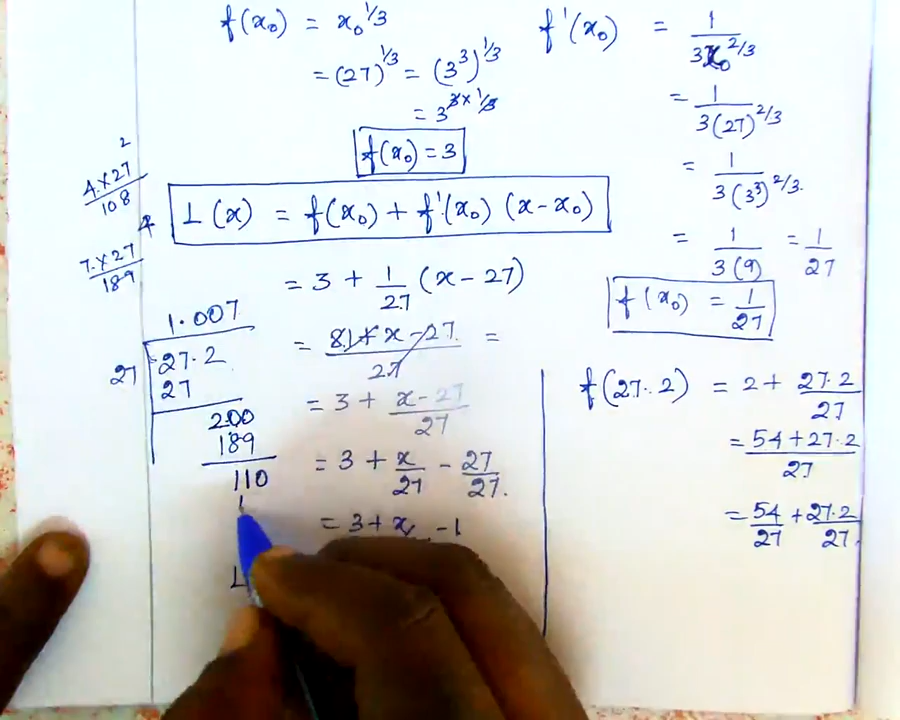 f(x₀) = x₀^1/3
= (27)^1/3 = (3³)^1/3
= 3^3×1/3
f(x₀) = 3
L(x) = f(x₀) + f'(x₀) (x-x₀)
= 3 + 1/27 (x-27)
= 81+x-27/27 =
= 3 + x-27/27
= 3 + x/27 - 27/27.
= 3 + x -1
2
4×27
108
7×27
189
1.007
27 27.2
27
200
189
110
f'(x₀) = 1/3x₀^2/3
= 1/3(27)^2/3
= 1/3(3³)^2/3.
= 1/3(9) = 1/27
f'(x₀) = 1/27
f(27.2) = 2+ 27.2/27
= 54+27.2/27
= 54/27 + 27.2/27.